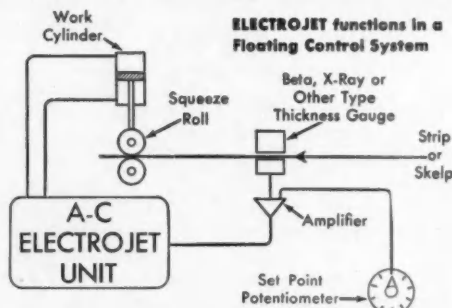 Work
Cylinder
ELECTROJET functions in a
Floating Control System
Squeeze
Roll
Beta, X-Ray or
Other Type
Thickness Gauge
Strip
or
Skelp
A-C
ELECTROJET
UNIT
Amplifier
Set Point
Potentiometer